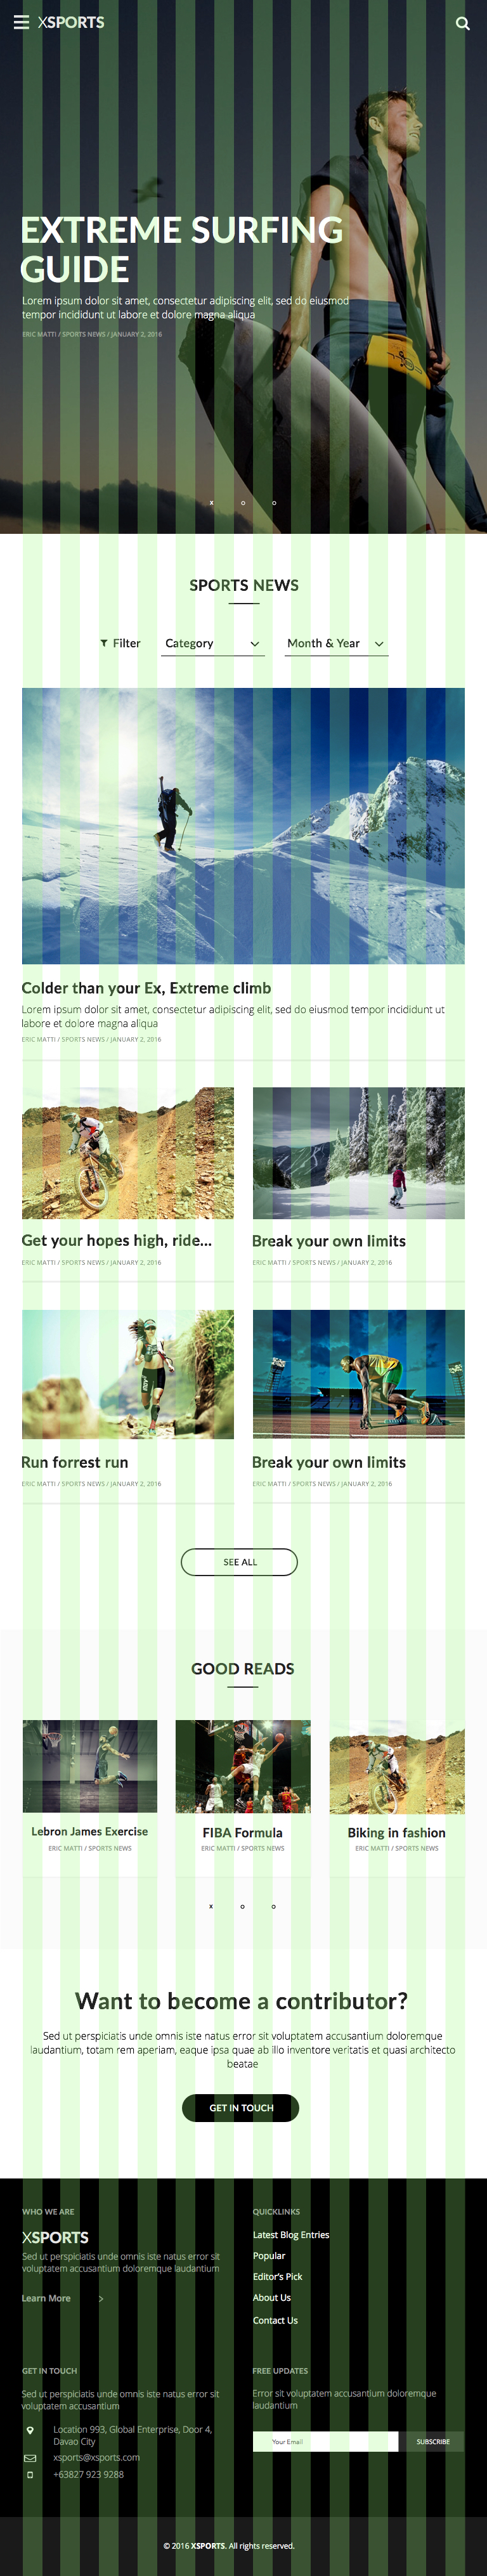 XSPORTS
EXTREME SURFING
GUIDE
Lorem ipsum dolor sit amet, consectetur adipiscing elit, sed do eiusmod
tempor incididunt ut labore et dolore magna aliqua
ERIC MATTI / SPORTS NEWS / JANUARY 2, 2016
SPORTS NEWS
Filter Category Month & Year
Colder than your Ex, Extreme climb
Lorem ipsum dolor sit amet, consectetur adipiscing elit, sed do eiusmod tempor incididunt ut
labore et dolore magna aliqua
ERIC MATTI / SPORTS NEWS / JANUARY 2, 2016
Get your hopes high, ride...
ERIC MATTI / SPORTS NEWS / JANUARY 2, 2016
Break your own limits
ERIC MATTI / SPORTS NEWS / JANUARY 2, 2016
Run forrest run
ERIC MATTI / SPORTS NEWS / JANUARY 2, 2016
Break your own limits
ERIC MATTI / SPORTS NEWS / JANUARY 2, 2016
SEE ALL
GOOD READS
Lebron James Exercise
ERIC MATTI / SPORTS NEWS
FIBA Formula
ERIC MATTI / SPORTS NEWS
Biking in fashion
ERIC MATTI / SPORTS NEWS
Want to become a contributor?
Sed ut perspiciatis unde omnis iste natus error sit voluptatem accusantium doloremque
laudantium, totam rem aperiam, eaque ipsa quae ab illo inventore veritatis et quasi architecto
beatae
GET IN TOUCH
WHO WE ARE
XSPORTS
Sed ut perspiciatis unde omnis iste natus error sit
voluptatem accusantium doloremque laudantium
Learn More >
QUICKLINKS
Latest Blog Entries
Popular
Editor's Pick
About Us
Contact Us
GET IN TOUCH
Sed ut perspiciatis unde omnis iste natus error sit
voluptatem accusantium
Location 993, Global Enterprise, Door 4,
Davao City
xsports@xsports.com
+63827 923 9288
FREE UPDATES
Error sit voluptatem accusantium doloremque
laudantium
Your Email SUBSCRIBE
© 2016 XSPORTS. All rights reserved.